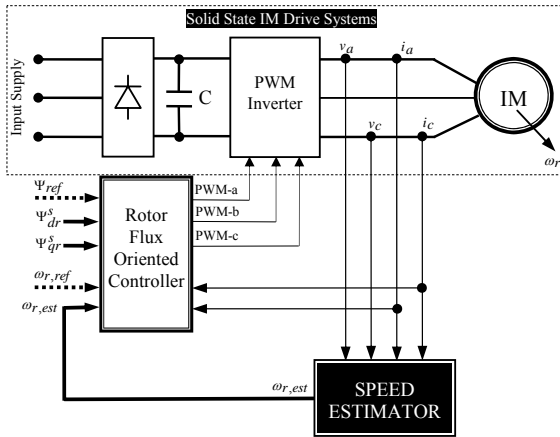 Solid State IM Drive Systems
Input Supply
C
PWM
Inverter
v_a
i_a
v_c
i_c
IM
ω_r
Ψ_ref
Ψ^s_dr
Ψ^s_qr
ω_r,ref
ω_r,est
Rotor
Flux
Oriented
Controller
PWM-a
PWM-b
PWM-c
ω_r,est
SPEED
ESTIMATOR